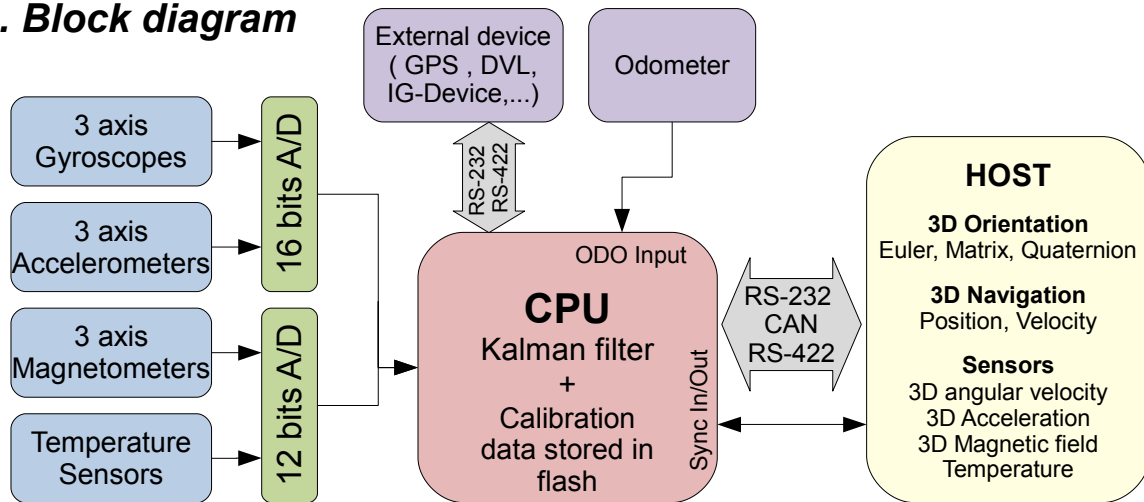 . Block diagram
External device
( GPS , DVL,
IG-Device,...)
Odometer
3 axis
Gyroscopes
3 axis
Accelerometers
3 axis
Magnetometers
Temperature
Sensors
16 bits A/D
12 bits A/D
RS-232
RS-422
ODO Input
CPU
Kalman filter
+
Calibration
data stored in
flash
Sync In/Out
RS-232
CAN
RS-422
HOST
3D Orientation
Euler, Matrix, Quaternion
3D Navigation
Position, Velocity
Sensors
3D angular velocity
3D Acceleration
3D Magnetic field
Temperature